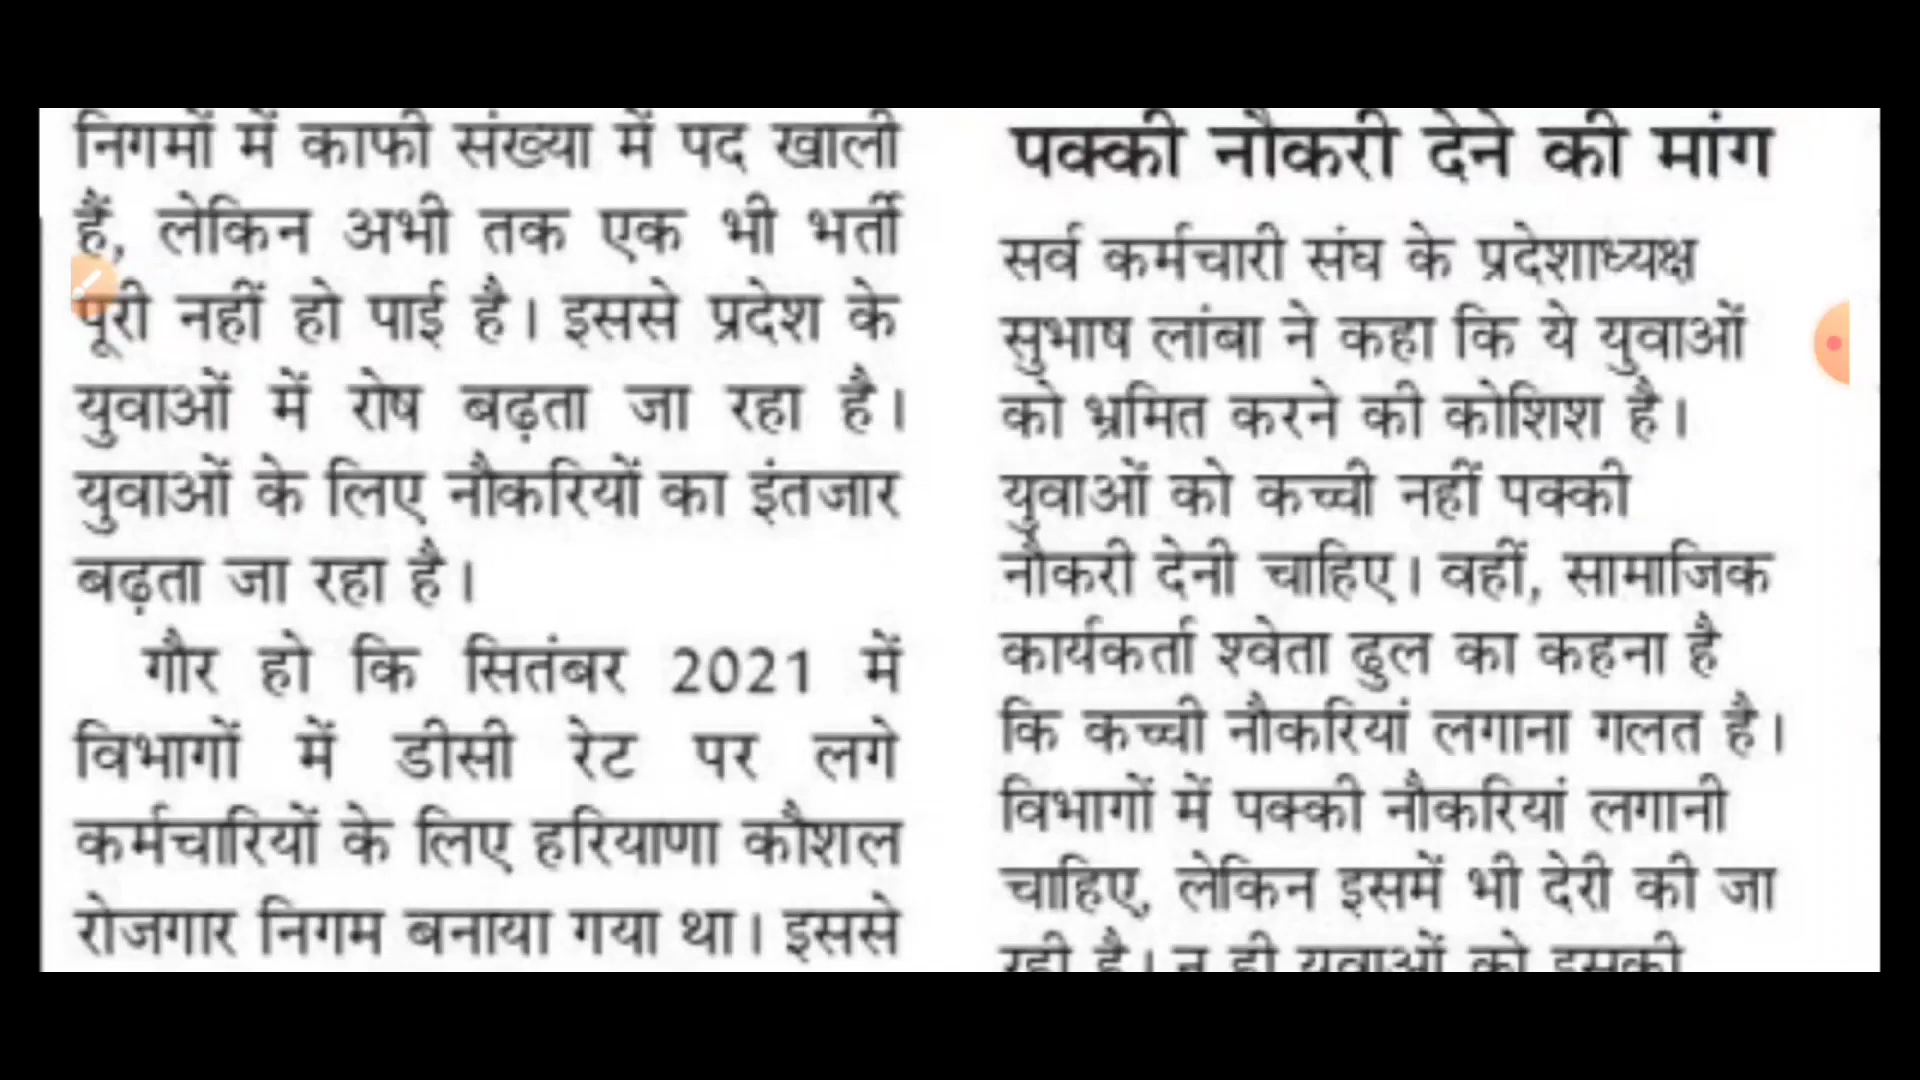 निगमों में काफी संख्या में पद खाली
हैं, लेकिन अभी तक एक भी भर्ती
पूरी नहीं हो पाई है। इससे प्रदेश के
युवाओं में रोष बढ़ता जा रहा है।
युवाओं के लिए नौकरियों का इंतजार
बढ़ता जा रहा है।
गौर हो कि सितंबर 2021 में
विभागों में डीसी रेट पर लगे
कर्मचारियों के लिए हरियाणा कौशल
रोजगार निगम बनाया गया था। इससे
पक्की नौकरी देने की मांग
सर्व कर्मचारी संघ के प्रदेशाध्यक्ष
सुभाष लांबा ने कहा कि ये युवाओं
को भ्रमित करने की कोशिश है।
युवाओं को कच्ची नहीं पक्की
नौकरी देनी चाहिए। वहीं, सामाजिक
कार्यकर्ता श्वेता ढुल का कहना है
कि कच्ची नौकरियां लगाना गलत है।
विभागों में पक्की नौकरियां लगानी
चाहिए, लेकिन इसमें भी देरी की जा
रही है। न ही युवाओं को इसकी